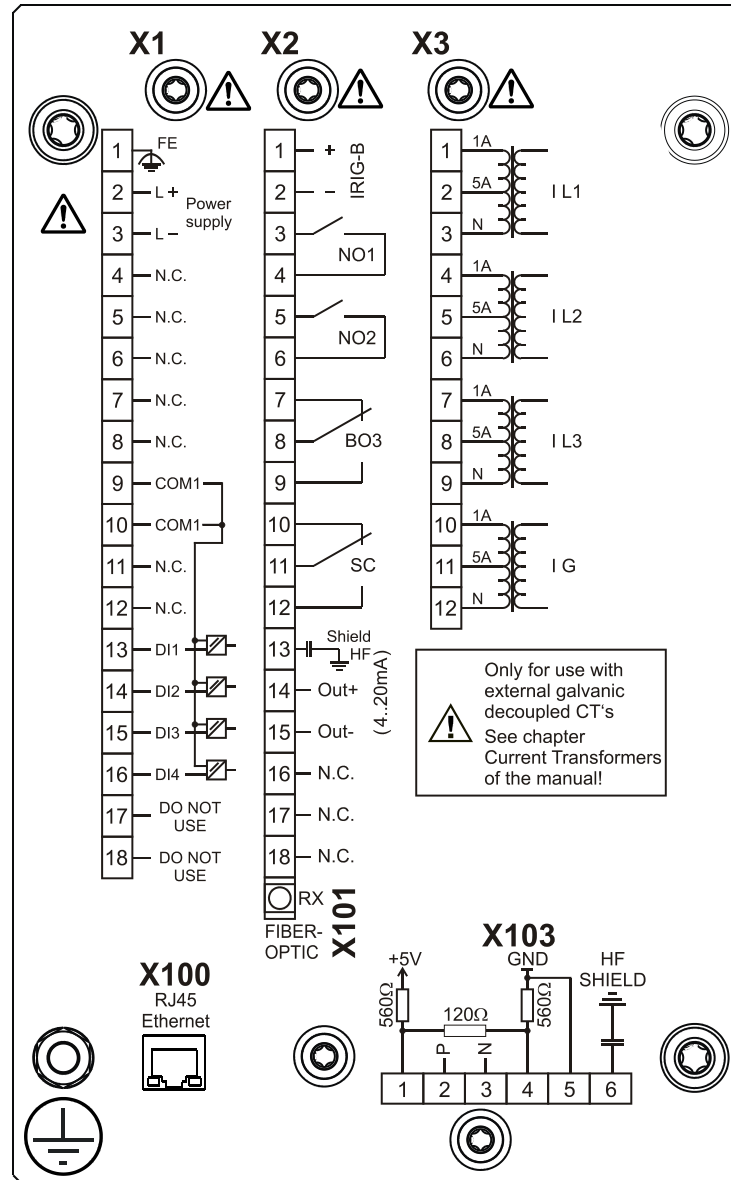 X1
1 FE
2 L+ Power
supply
3 L–
4 N.C.
5 N.C.
6 N.C.
7 N.C.
8 N.C.
9 COM1
10 COM1
11 N.C.
12 N.C.
13 DI1
14 DI2
15 DI3
16 DI4
17 DO NOT
USE
18 DO NOT
USE
X2
1 +
2 –
IRIG-B
3
NO1
4
5
NO2
6
7
8 BO3
9
10
11 SC
12
13 Shield
HF
14 Out+
15 Out-
(4..20mA)
16 N.C.
17 N.C.
18 N.C.
RX
FIBER-
OPTIC
X101
X3
1 1A
2 5A I L1
3 N
4 1A
5 5A I L2
6 N
7 1A
8 5A I L3
9 N
10 1A
11 5A I G
12 N
Only for use with
external galvanic
decoupled CT's
See chapter
Current Transformers
of the manual!
X100
RJ45
Ethernet
X103
+5V GND HF
SHIELD
560Ω 120Ω 560Ω
P N
1 2 3 4 5 6